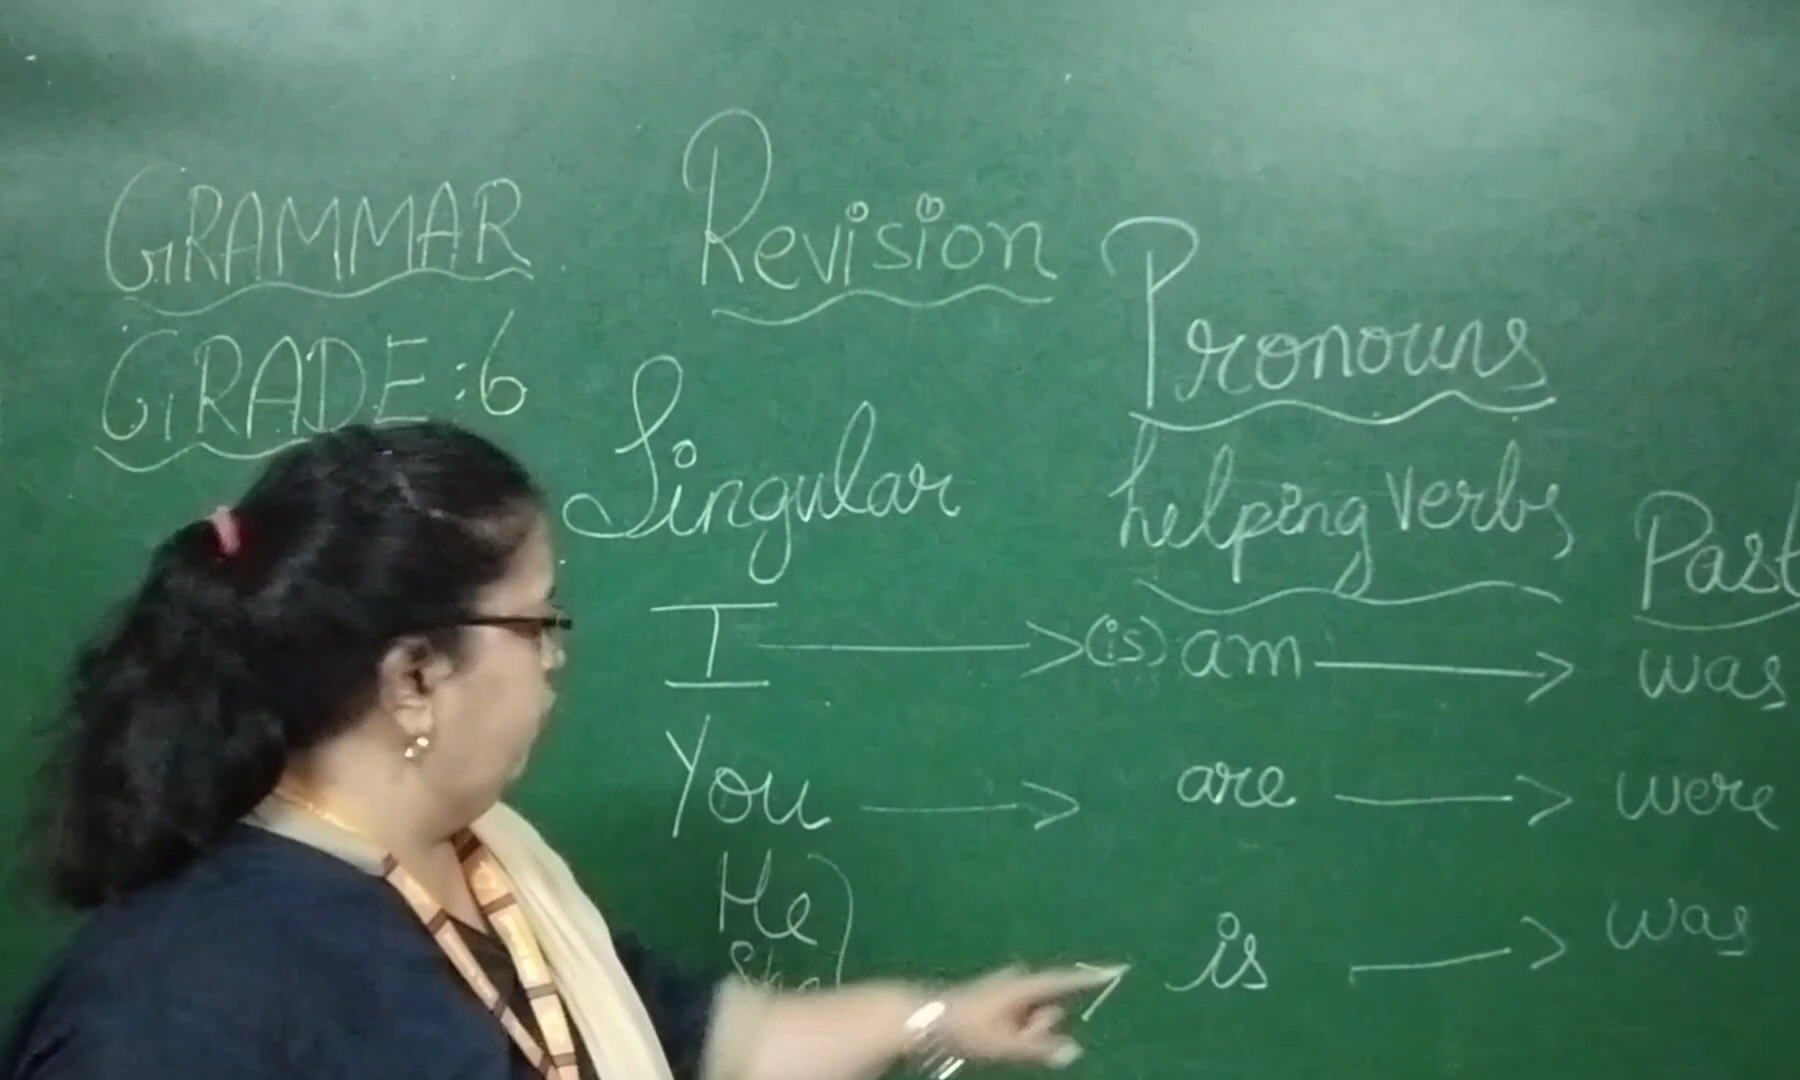 GRAMMAR Revision
GRADE:6 Pronouns
Singular helping verbs Past
I (is) am was
You are were
He
She is was